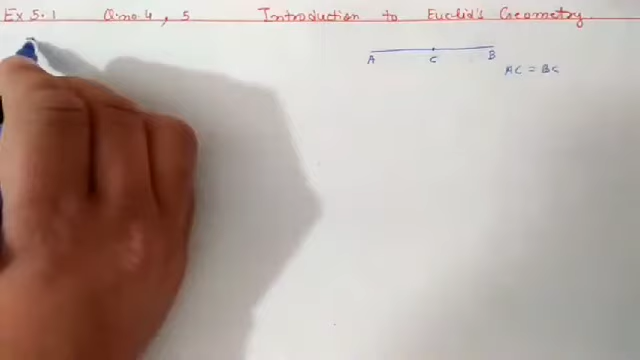 Ex 5.1 Q.no.4, 5 Introduction to Euclid's Geometry.
A C B
AC = BC